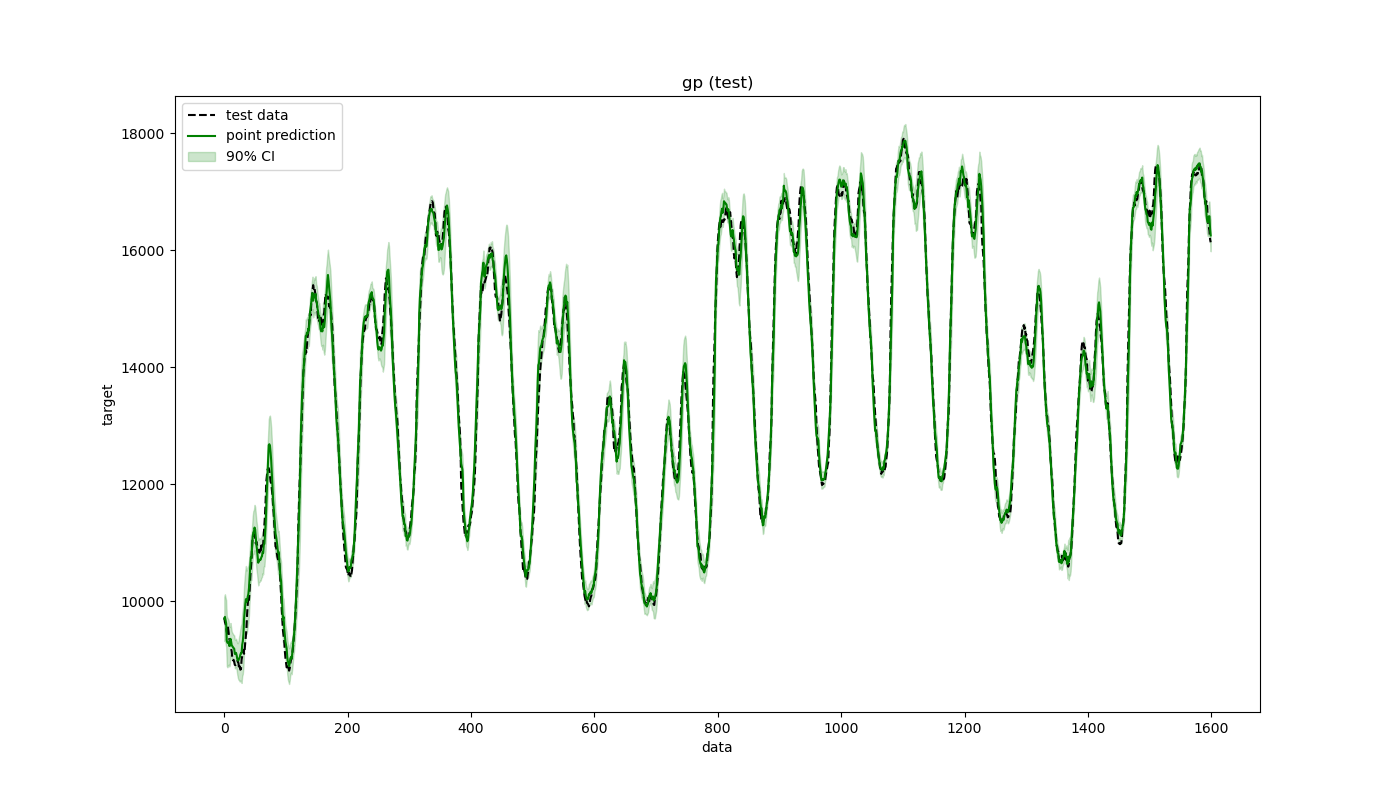 gp (test)
test data
point prediction
90% CI
18000
16000
14000
12000
10000
target
0 200 400 600 800 1000 1200 1400 1600
data